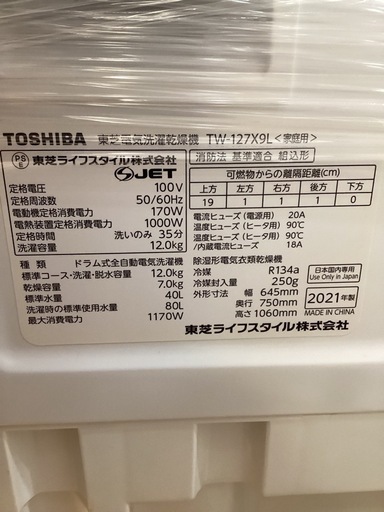 TOSHIBA 東芝電気洗濯乾燥機 TW-127X9L<家庭用>
PS E 東芝ライフスタイル株式会社
S JET
定格電圧 100V
定格周波数 50/60Hz
電動機定格消費電力 170W
電熱装置定格消費電力 1000W
定格時間 洗いのみ 35分
洗濯容量 12.0kg
消防法 基準適合 組込形
可燃物からの離隔距離(cm)
上方 左方 右方 後方 下方
19 1 1 1 0
電流ヒューズ(電源用) 20A
温度ヒューズ(ヒータ用) 90℃
温度ヒューズ(ヒータ用) 90℃
内部電流ヒューズ 18A
種類 ドラム式全自動電気洗濯機
標準コース・洗濯・脱水容量 12.0kg
乾燥容量 7.0kg
標準水量 40L
洗濯時の標準使用水量 80L
最大消費電力 1170W
除湿形電気衣類乾燥機
冷媒 R134a
冷媒封入量 250g
外形寸法 幅 645mm
奥行 750mm
高さ 1060mm
日本国内専用
Use Only in Japan
2021年製
MADE IN CHINA
東芝ライフスタイル株式会社